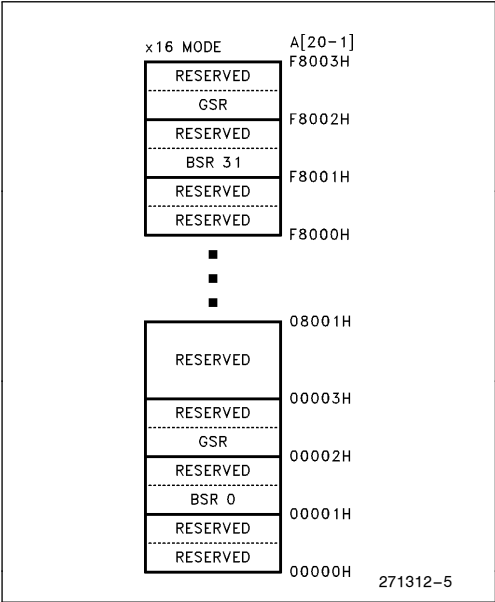 x16 MODE A[20-1]
F8003H
RESERVED
GSR
F8002H
RESERVED
BSR 31
F8001H
RESERVED
RESERVED
F8000H
08001H
RESERVED
00003H
RESERVED
GSR
00002H
RESERVED
BSR 0
00001H
RESERVED
RESERVED
00000H
271312-5